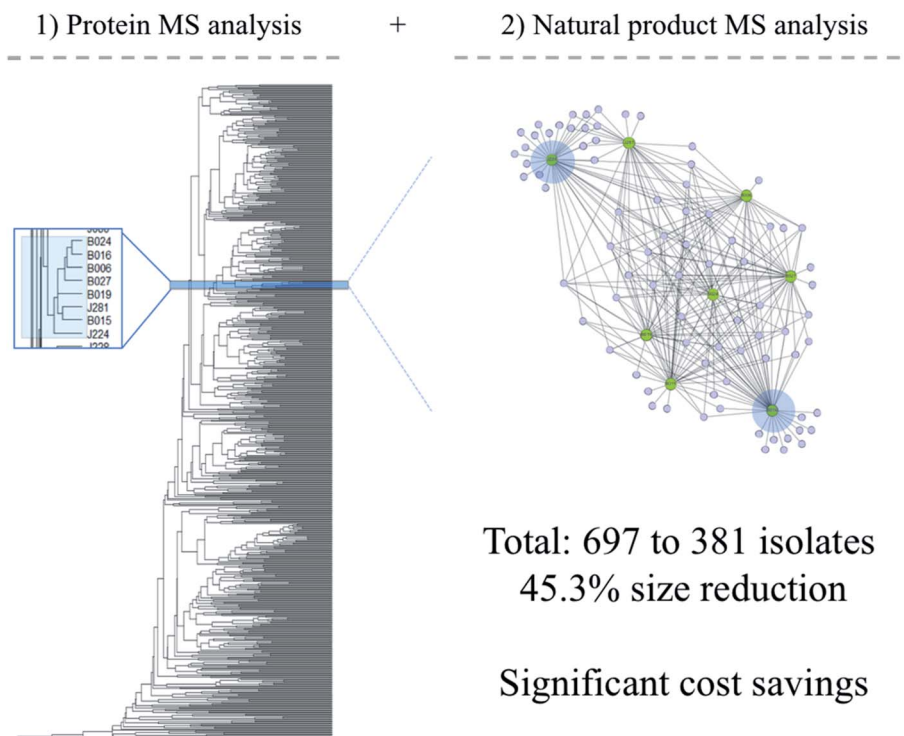 1) Protein MS analysis + 2) Natural product MS analysis
B024
B016
B006
B027
B019
J281
B015
J224
Total: 697 to 381 isolates
45.3% size reduction
Significant cost savings